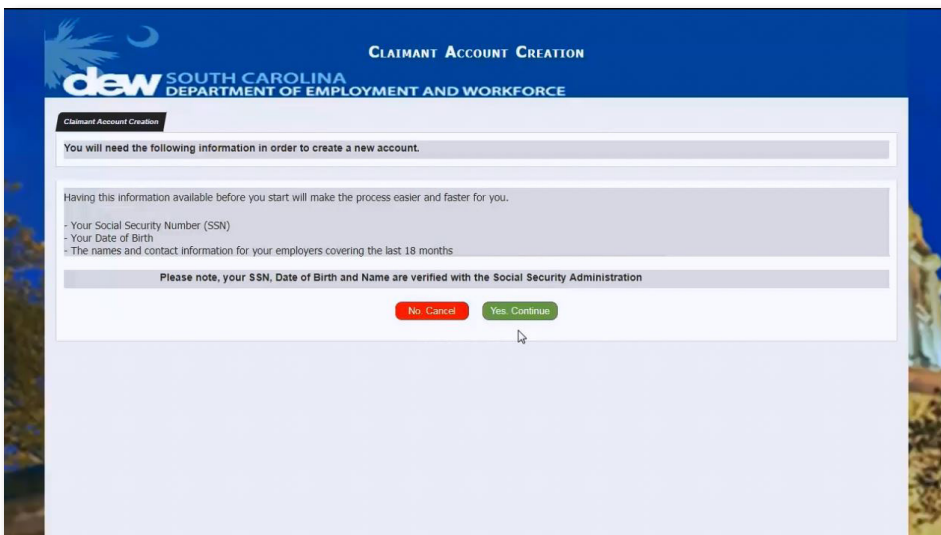 CLAIMANT ACCOUNT CREATION
dew SOUTH CAROLINA
DEPARTMENT OF EMPLOYMENT AND WORKFORCE
Claimant Account Creation
You will need the following information in order to create a new account.
Having this information available before you start will make the process easier and faster for you.
- Your Social Security Number (SSN)
- Your Date of Birth
- The names and contact information for your employers covering the last 18 months
Please note, your SSN, Date of Birth and Name are verified with the Social Security Administration
No. Cancel Yes. Continue